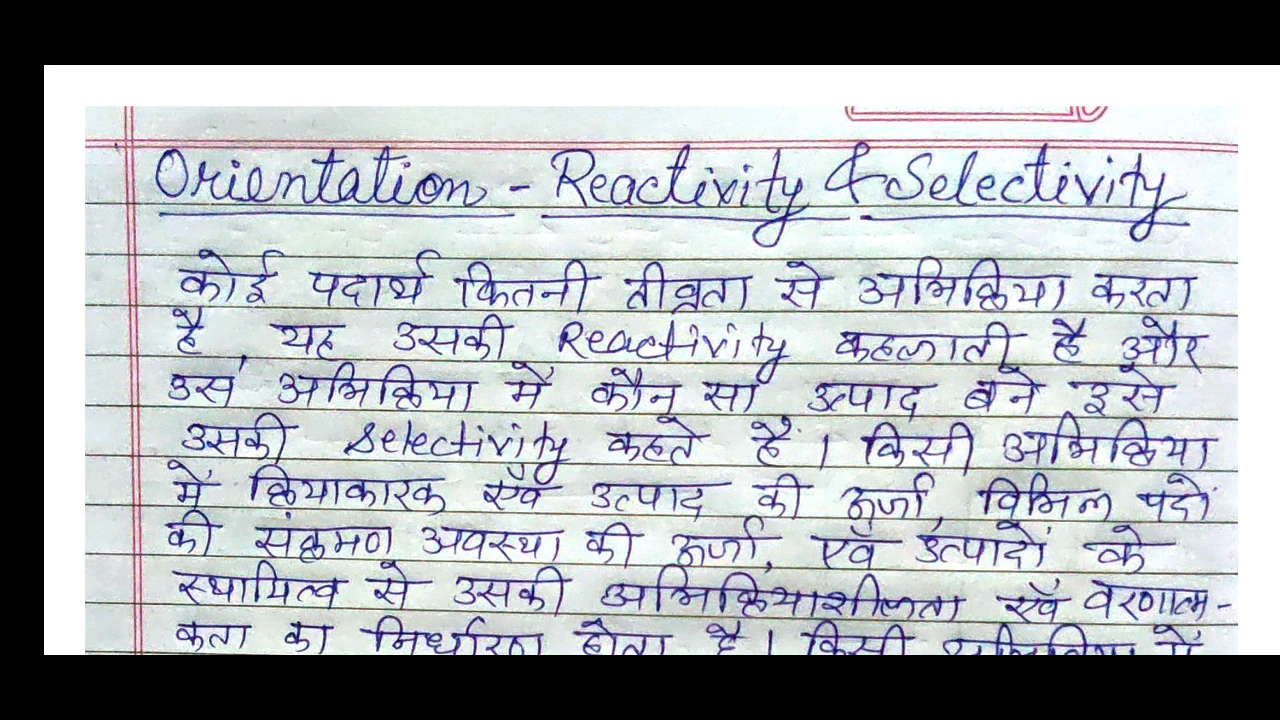 Orientation - Reactivity & Selectivity
कोई पदार्थ कितनी तीव्रता से अभिक्रिया करता
है, यह उसकी Reactivity कहलाती है और
उस अभिक्रिया में कौन सा उत्पाद बने इसे
उसकी selectivity कहते हैं। किसी अभिक्रिया
में क्रियाकारक एवँ उत्पाद की ऊर्जा, विभिन्न पदों
की संक्रमण अवस्था की ऊर्जा, एवँ उत्पादों के
स्थायित्व से उसकी अभिक्रियाशीलता एवँ वरणात्म-
कता का निर्धारण होता है। किसी